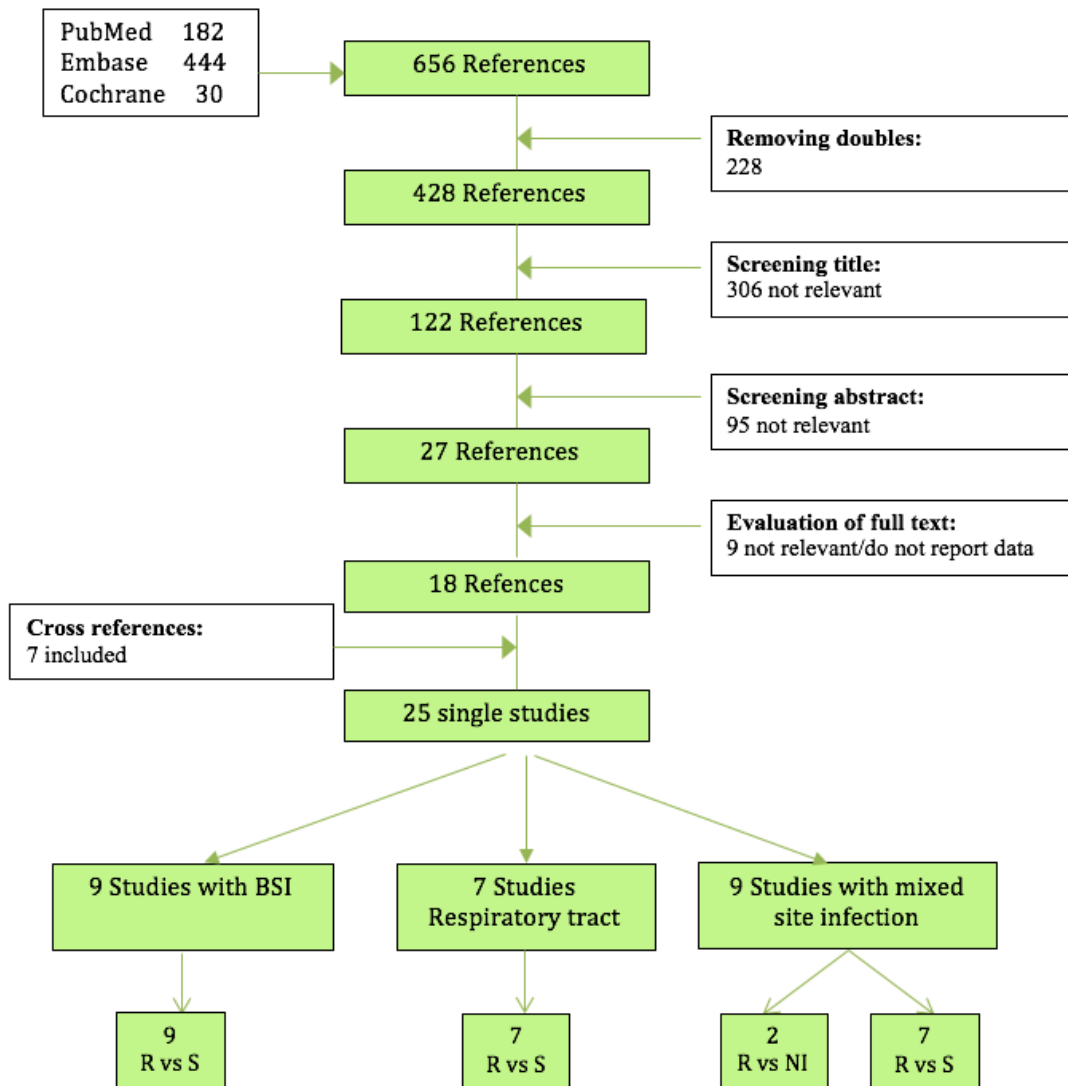 PubMed 182
Embase 444
Cochrane 30
656 References
Removing doubles:
228
428 References
Screening title:
306 not relevant
122 References
Screening abstract:
95 not relevant
27 References
Evaluation of full text:
9 not relevant/do not report data
18 Refences
Cross references:
7 included
25 single studies
9 Studies with BSI
7 Studies
Respiratory tract
9 Studies with mixed
site infection
9
R vs S
7
R vs S
2
R vs NI
7
R vs S